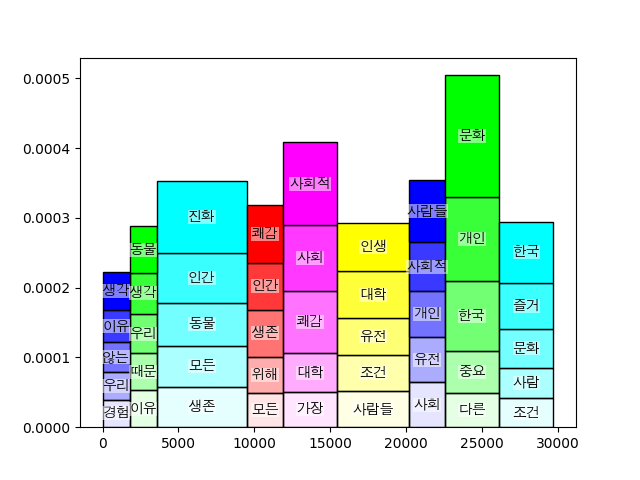 0.0005
0.0004
0.0003
0.0002
0.0001
0.0000
0
5000
10000
15000
20000
25000
30000
생각
이유
않는
우리
경험
동물
생각
우리
때문
이유
진화
인간
동물
모든
생존
쾌감
인간
생존
위해
모든
사회적
사회
쾌감
대학
가장
인생
대학
유전
조건
사람들
사람들
사회적
개인
유전
사회
문화
개인
한국
중요
다른
한국
즐거
문화
사람
조건